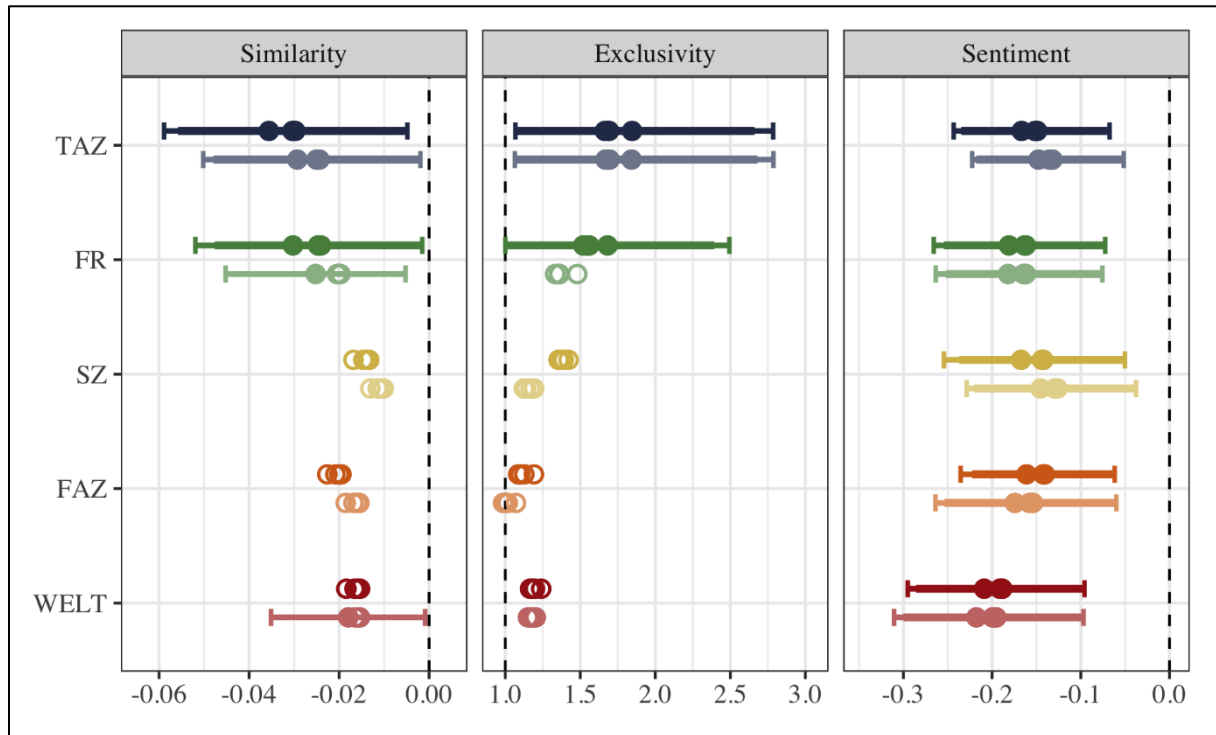 Similarity Exclusivity Sentiment
TAZ
FR
SZ
FAZ
WELT
-0.06 -0.04 -0.02 0.00 1.0 1.5 2.0 2.5 3.0 -0.3 -0.2 -0.1 0.0